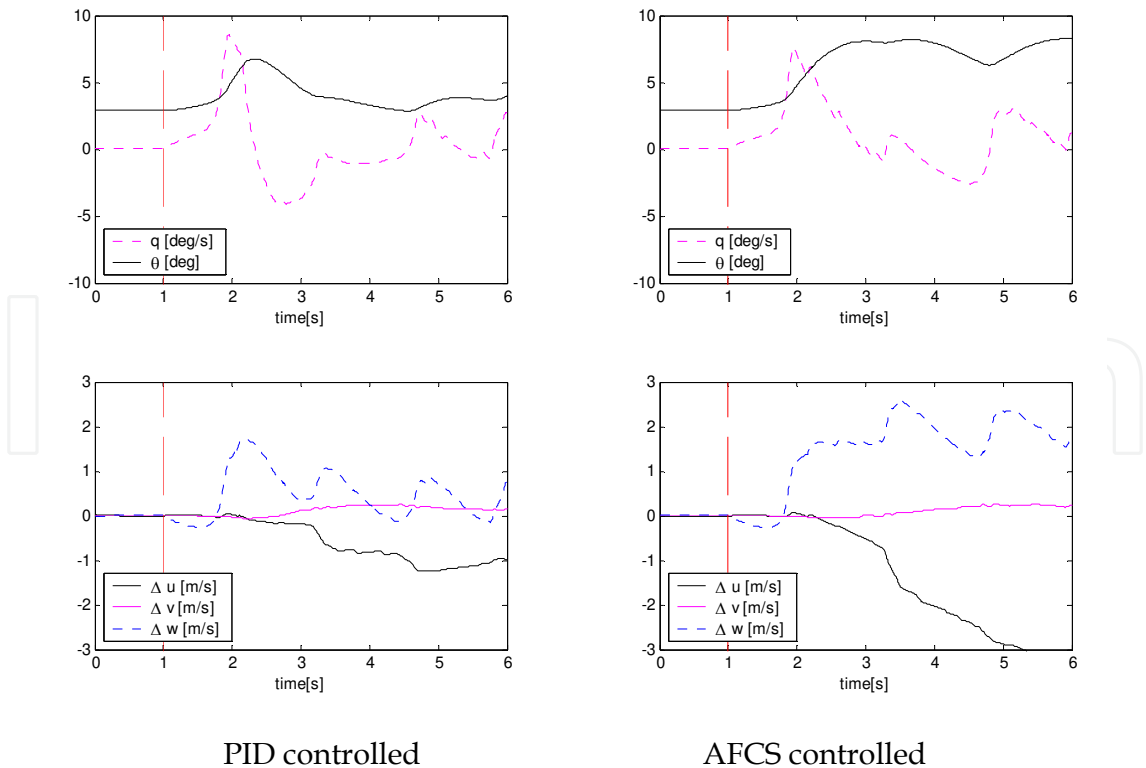 10
5
0
-5
-10
q [deg/s]
θ [deg]
0 1 2 3 4 5 6
time[s]
10
5
0
-5
-10
q [deg/s]
θ [deg]
0 1 2 3 4 5 6
time[s]
3
2
1
0
-1
-2
-3
Δ u [m/s]
Δ v [m/s]
Δ w [m/s]
0 1 2 3 4 5 6
time[s]
3
2
1
0
-1
-2
-3
Δ u [m/s]
Δ v [m/s]
Δ w [m/s]
0 1 2 3 4 5 6
time[s]
PID controlled
AFCS controlled